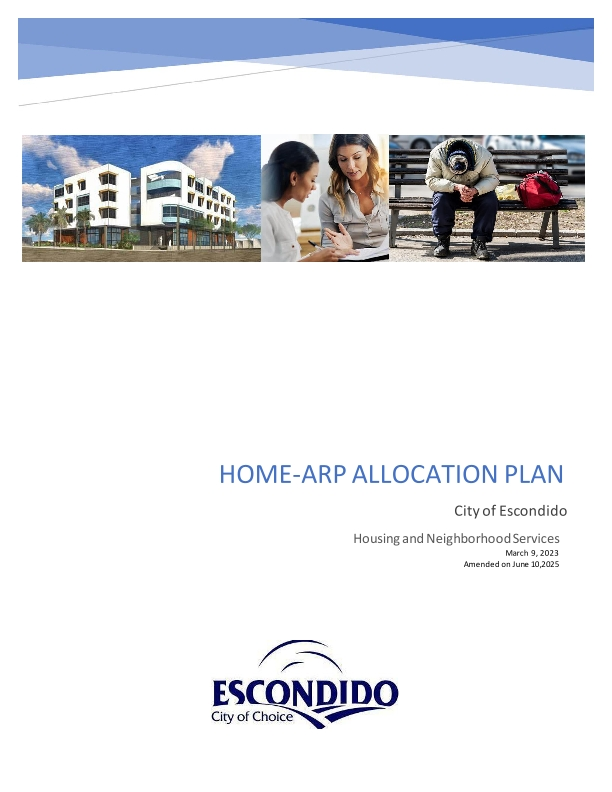 HOME-ARP ALLOCATION PLAN
City of Escondido
Housing and Neighborhood Services
March 9, 2023
Amended on June 10,2025
ESCONDIDO
City of Choice